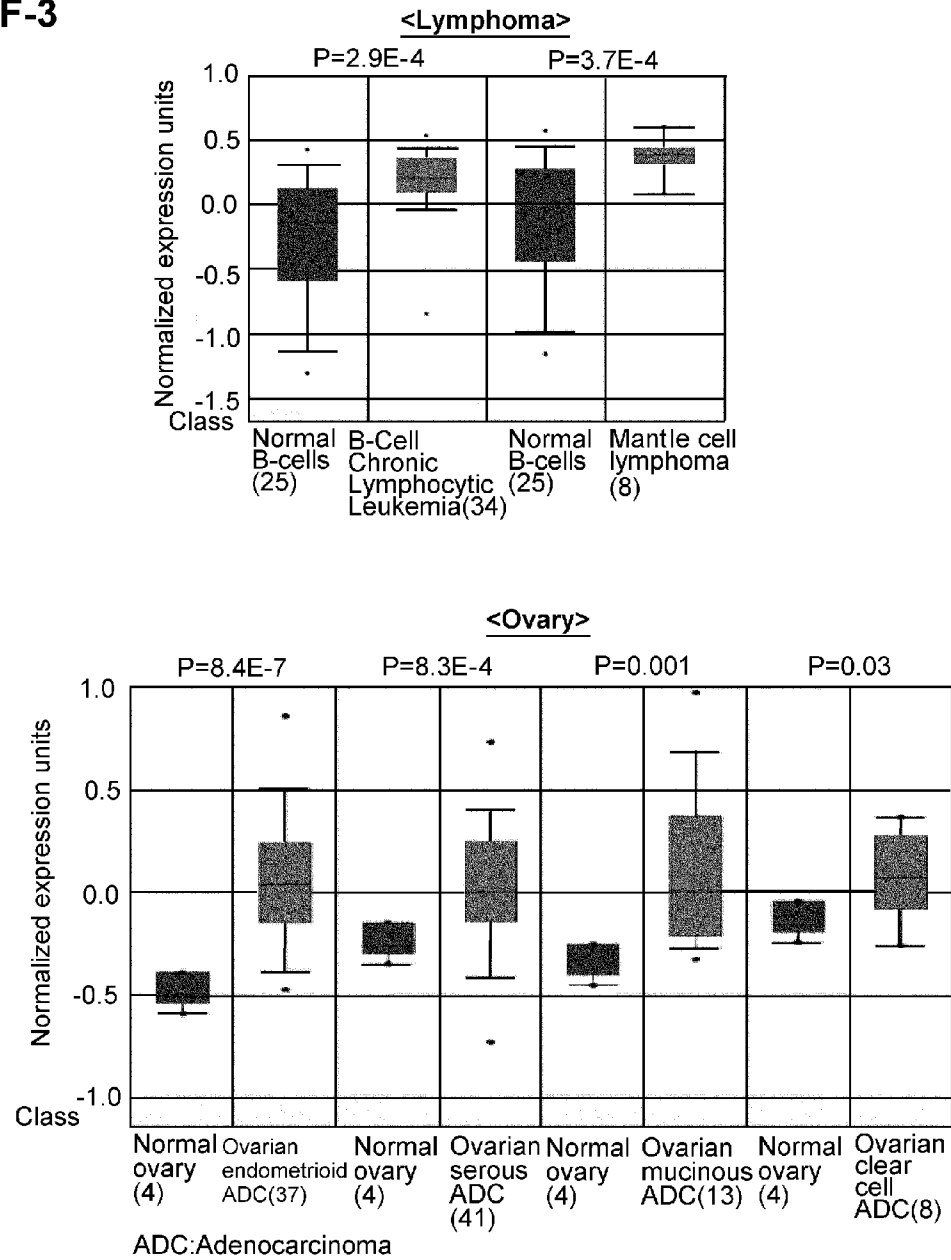 F-3
<Lymphoma>
P=2.9E-4
P=3.7E-4
Normalized expression units
1.0
0.5
0.0
-0.5
-1.0
-1.5
Class
Normal
B-cells
(25)
B-Cell
Chronic
Lymphocytic
Leukemia(34)
Normal
B-cells
(25)
Mantle cell
lymphoma
(8)
<Ovary>
P=8.4E-7
P=8.3E-4
P=0.001
P=0.03
Normalized expression units
1.0
0.5
0.0
-0.5
-1.0
Class
Normal
ovary
(4)
Ovarian
endometrioid
ADC(37)
Normal
ovary
(4)
Ovarian
serous
ADC
(41)
Normal
ovary
(4)
Ovarian
mucinous
ADC(13)
Normal
ovary
(4)
Ovarian
clear
cell
ADC(8)
ADC:Adenocarcinoma